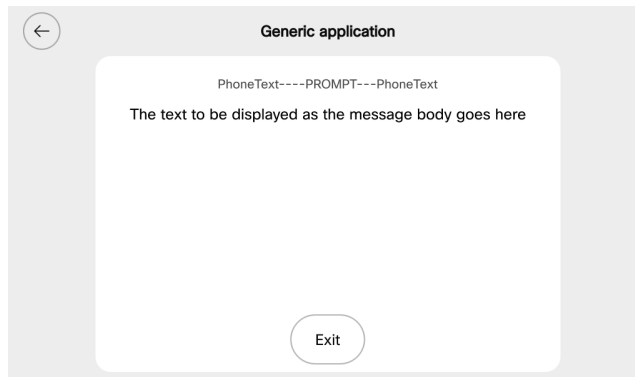 Generic application
PhoneText----PROMPT---PhoneText
The text to be displayed as the message body goes here
Exit